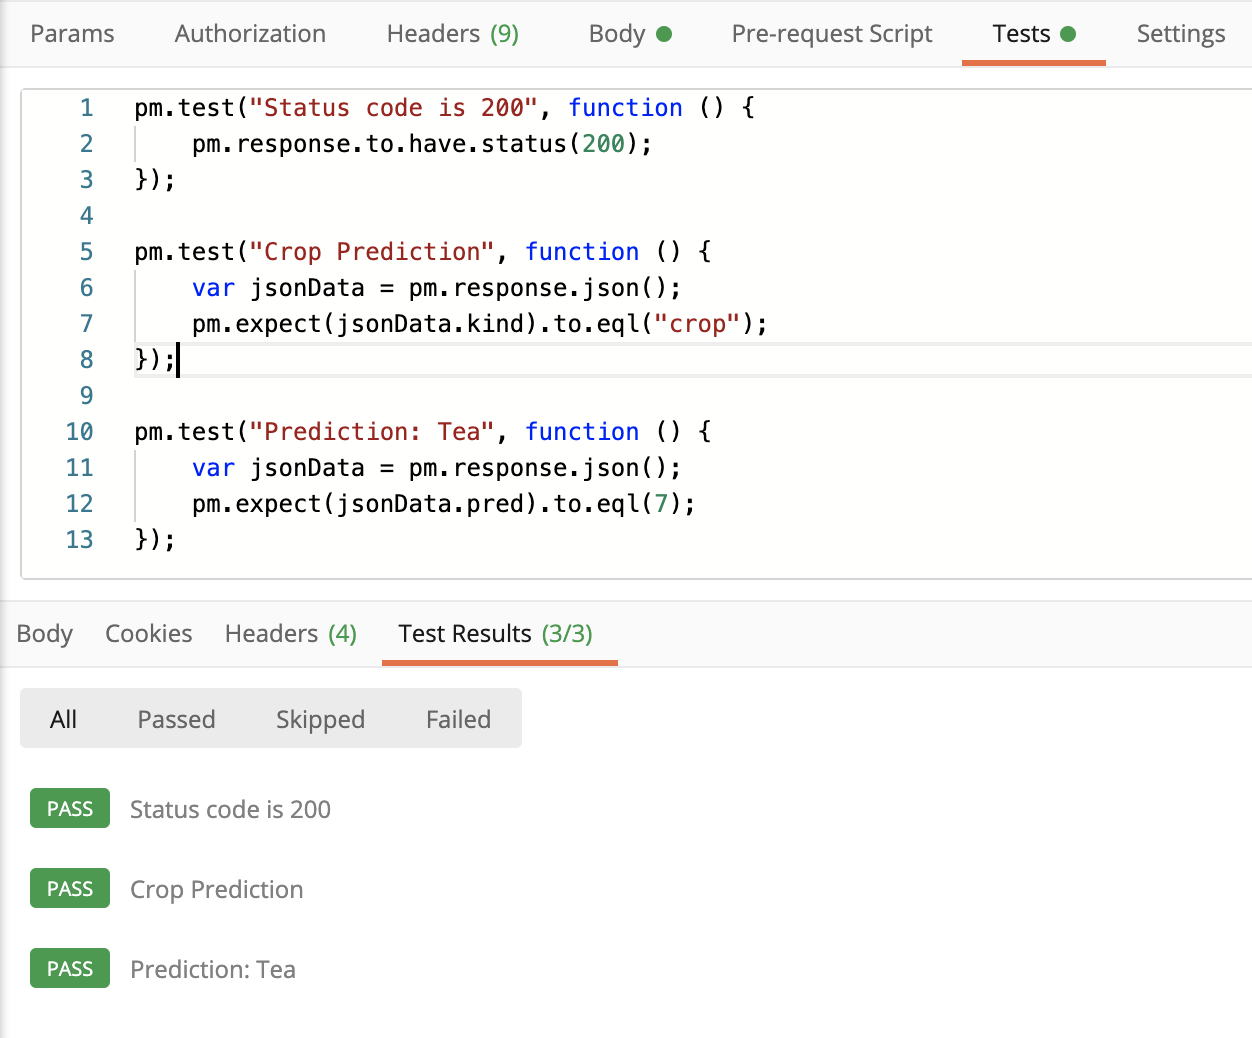 Params Authorization Headers (9) Body Pre-request Script Tests Settings
1 pm.test("Status code is 200", function () {
2 pm.response.to.have.status(200);
3 });
4
5 pm.test("Crop Prediction", function () {
6 var jsonData = pm.response.json();
7 pm.expect(jsonData.kind).to.eql("crop");
8 });
9
10 pm.test("Prediction: Tea", function () {
11 var jsonData = pm.response.json();
12 pm.expect(jsonData.pred).to.eql(7);
13 });
Body Cookies Headers (4) Test Results (3/3)
All Passed Skipped Failed
PASS Status code is 200
PASS Crop Prediction
PASS Prediction: Tea